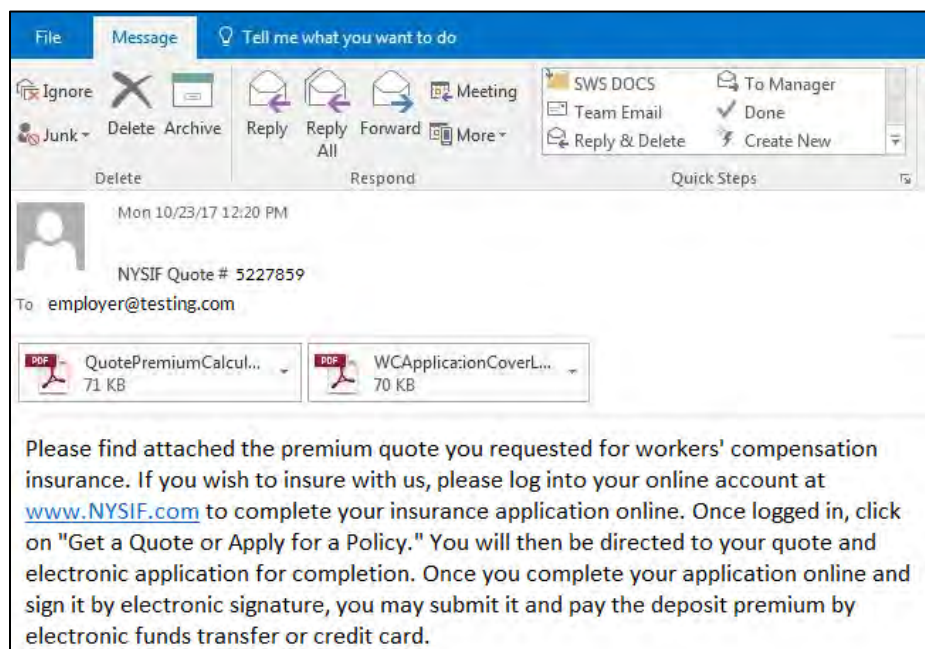 File Message Tell me what you want to do
Ignore
Junk
Delete Archive
Reply Reply All Forward
Meeting
More
SWS DOCS To Manager
Team Email Done
Reply & Delete Create New
Delete Respond Quick Steps
Mon 10/23/17 12:20 PM
NYSIF Quote # 5227859
To employer@testing.com
PDF QuotePremiumCalcul... PDF WCApplicationCoverL...
71 KB 70 KB
Please find attached the premium quote you requested for workers' compensation
insurance. If you wish to insure with us, please log into your online account at
www.NYSIF.com to complete your insurance application online. Once logged in, click
on "Get a Quote or Apply for a Policy." You will then be directed to your quote and
electronic application for completion. Once you complete your application online and
sign it by electronic signature, you may submit it and pay the deposit premium by
electronic funds transfer or credit card.